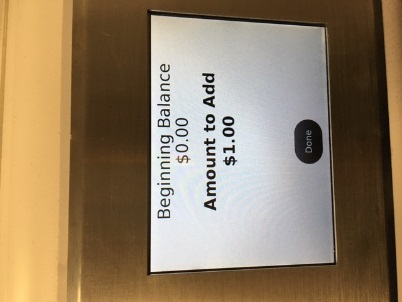 Beginning Balance
$0.00
Amount to Add
$1.00
Done